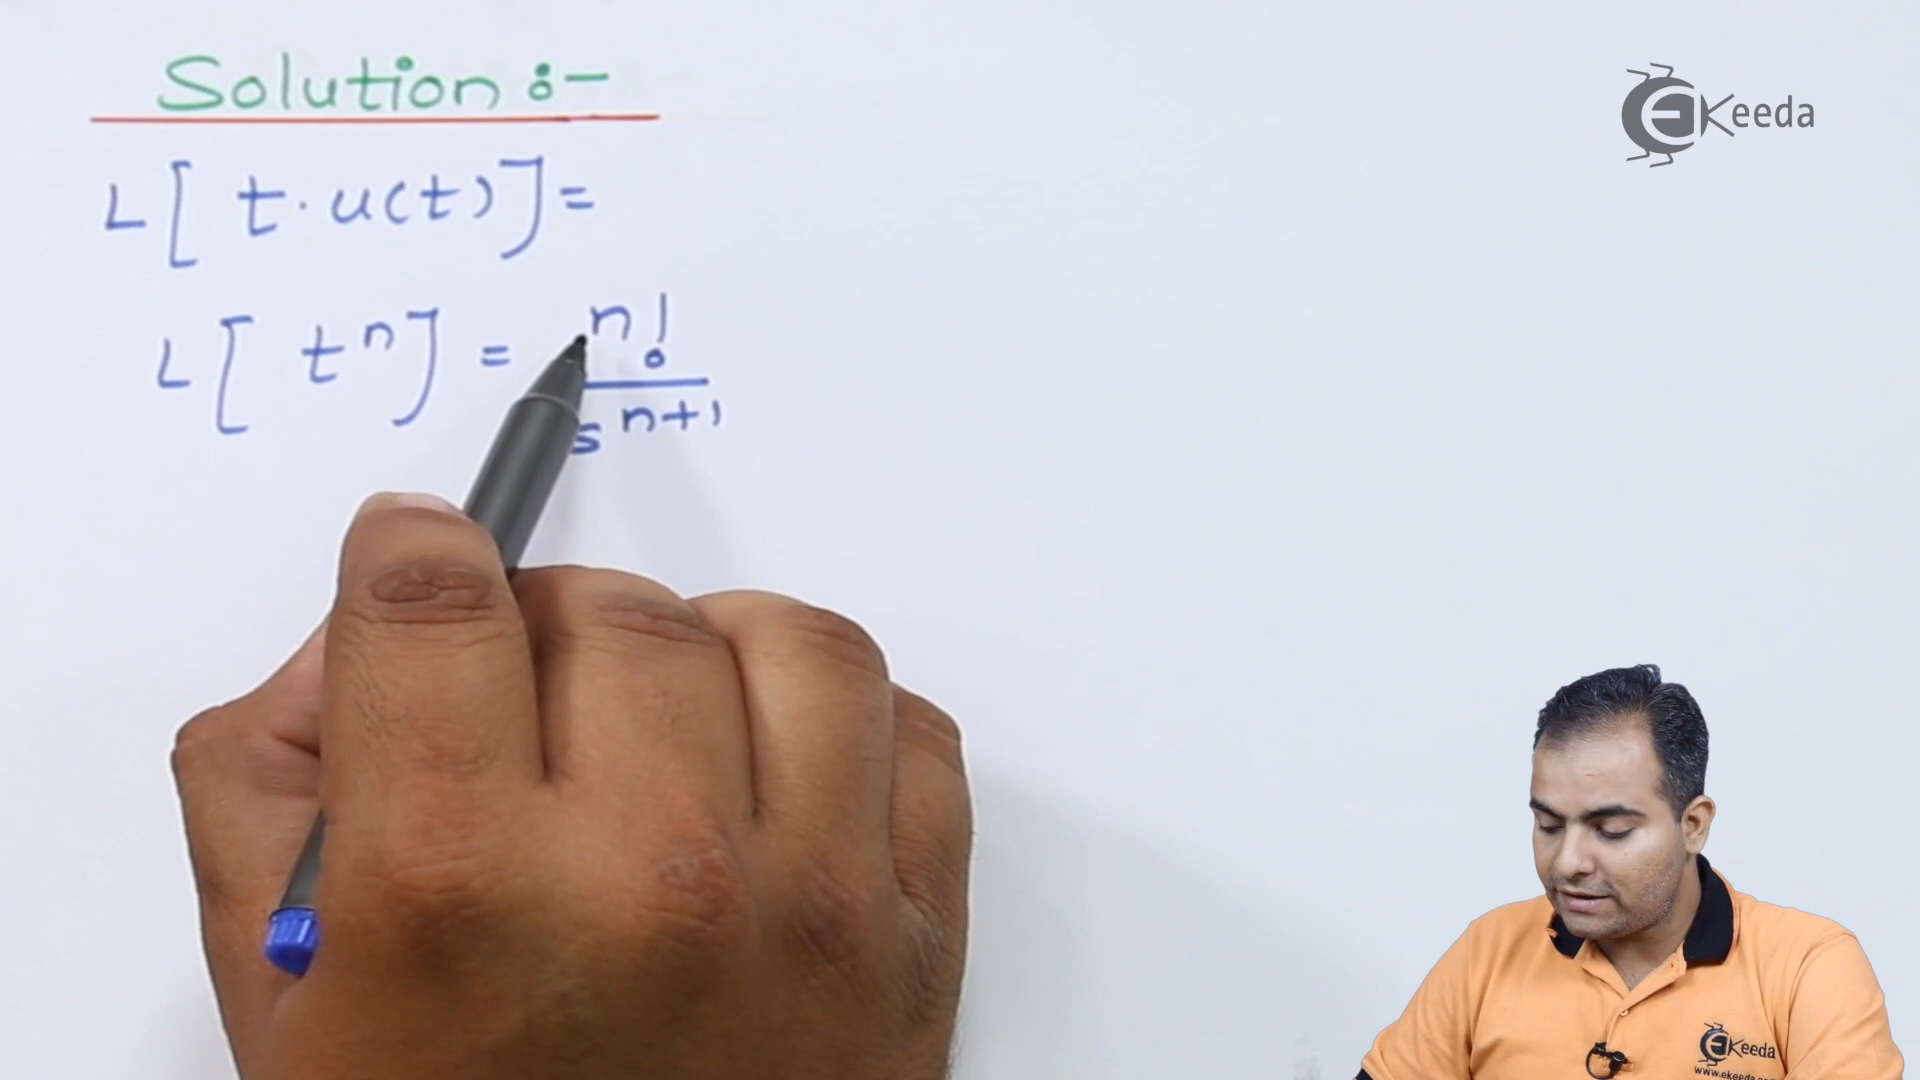 Solution :-
EKeeda
L[ t. u(t) ] =
L[ tⁿ ] = n! / sⁿ⁺¹
EKeeda